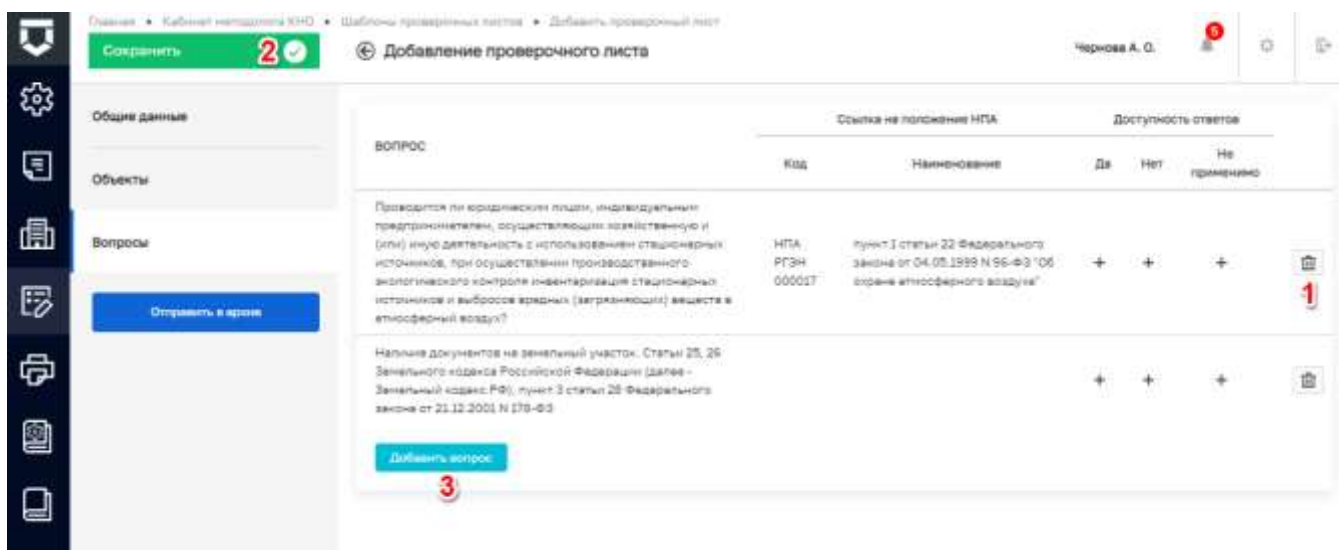 Главная • Кабинет методолога КНО • Шаблоны проверочных листов • Добавить проверочный лист
Сохранить 2
Добавление проверочного листа
Чернова А. О.
5
Общие данные
Объекты
Вопросы
Отправить в архив
ВОПРОС
Ссылка на положение НПА
Доступность ответов
Код
Наименование
Да
Нет
Не
применимо
Проводится ли юридическим лицом, индивидуальным
предпринимателем, осуществляющим хозяйственную и
(или) иную деятельность с использованием стационарных
источников, при осуществлении производственного
экологического контроля инвентаризация стационарных
источников и выбросов вредных (загрязняющих) веществ в
атмосферный воздух?
НПА
РГЭН
000017
пункт 1 статьи 22 Федерального
закона от 04.05.1999 N 96-ФЗ "Об
охране атмосферного воздуха"
+ + +
1
Наличие документов на земельный участок. Статьи 25, 26
Земельного кодекса Российской Федерации (далее -
Земельный кодекс РФ), пункт 3 статьи 28 Федерального
закона от 21.12.2001 N 178-ФЗ
+ + +
Добавить вопрос
3